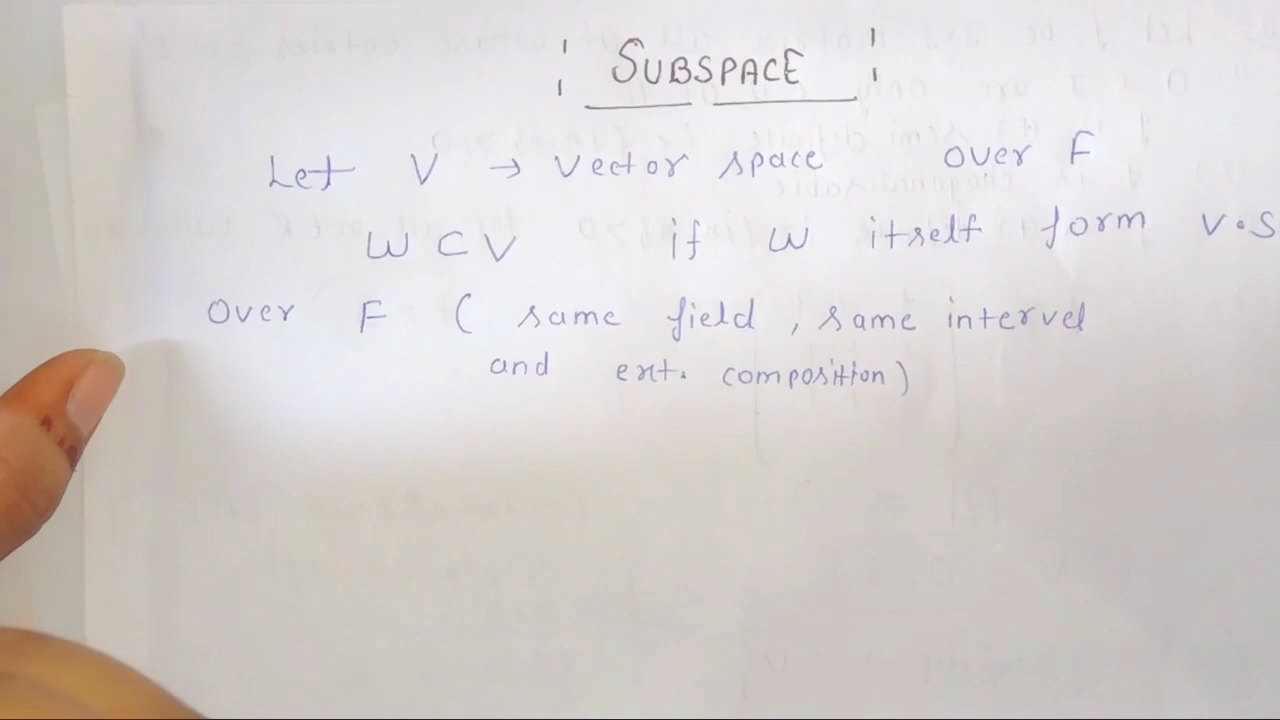 SUBSPACE
Let V → Vector space over F
W ⊂ V if W itself form V.S
Over F ( same field , same intervel
and ext. composition )